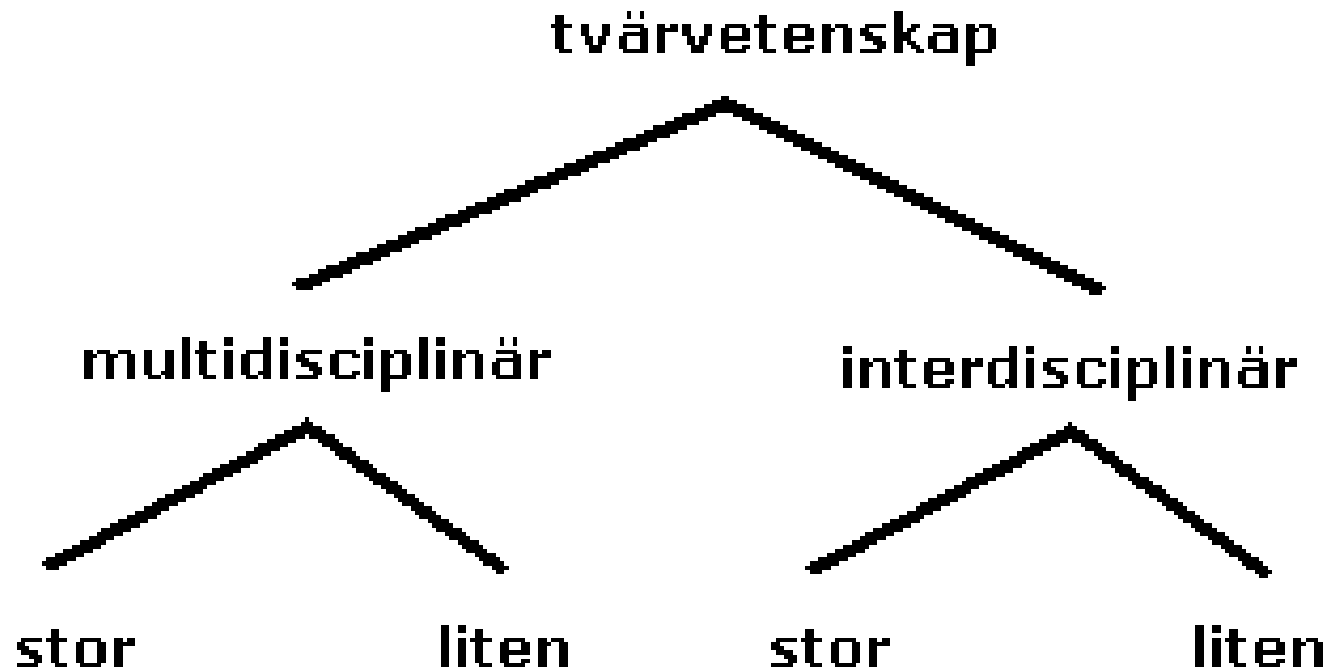 tvärvetenskap
multidisciplinär interdisciplinär
stor liten stor liten